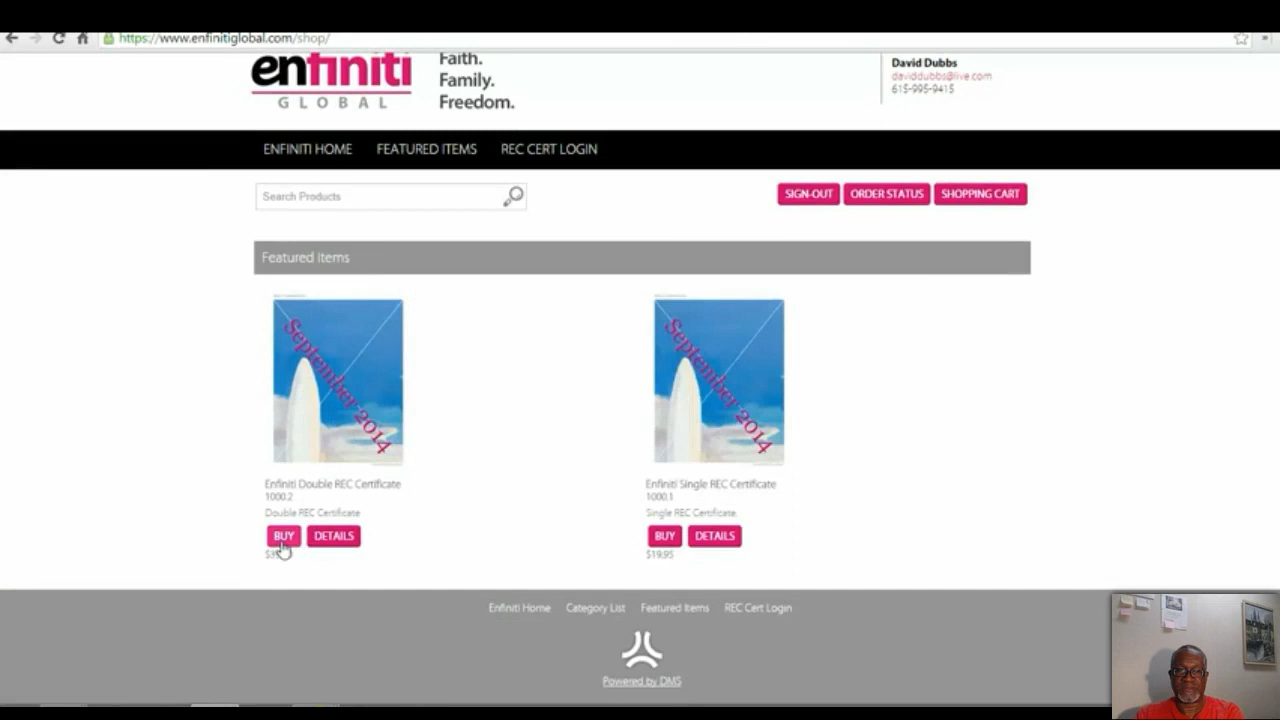 https://www.enfinitiglobal.com/shop/
enfiniti
GLOBAL
Faith.
Family.
Freedom.
David Dubbs
daviddubbs@live.com
615-995-9415
ENFINITI HOME FEATURED ITEMS REC CERT LOGIN
Search Products
SIGN-OUT ORDER STATUS SHOPPING CART
Featured Items
September 2014
September 2014
Enfiniti Double REC Certificate
1000.2
Double REC Certificate
BUY DETAILS
Enfiniti Single REC Certificate
1000.1
Single REC Certificate.
BUY DETAILS
$19.95
Enfiniti Home Category List Featured Items REC Cert Login
Powered by DMS